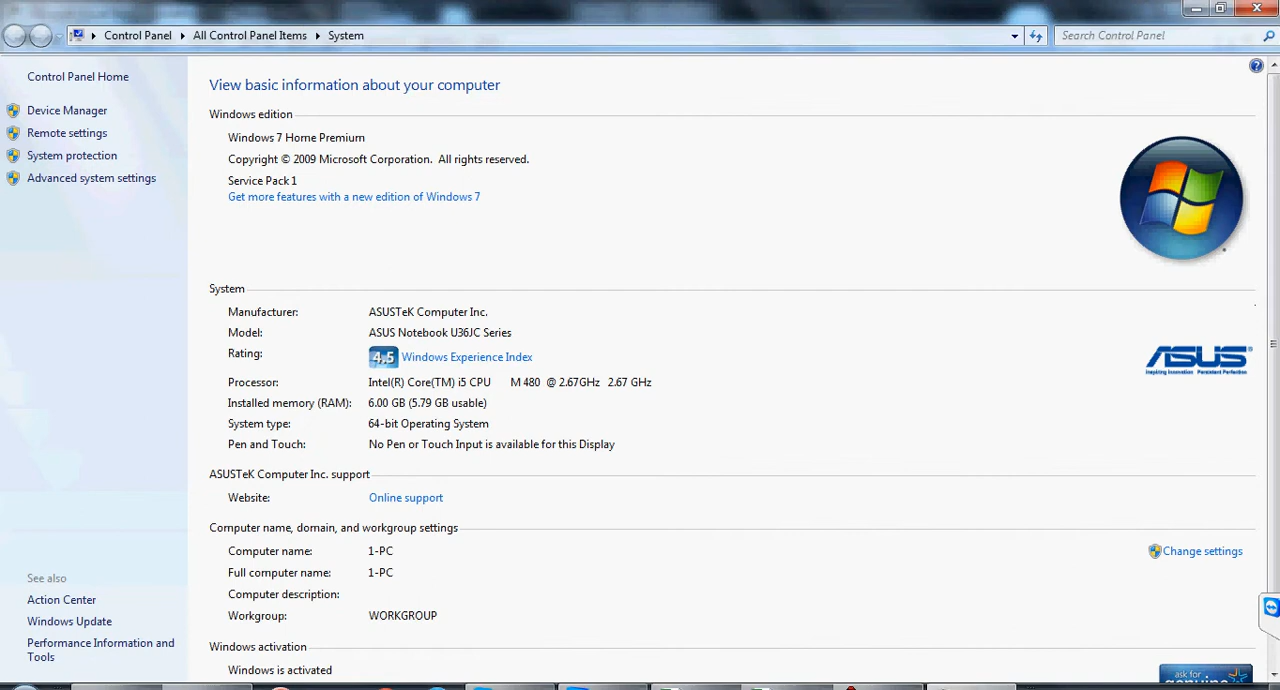 Control Panel
All Control Panel Items
System
Search Control Panel
Control Panel Home
Device Manager
Remote settings
System protection
Advanced system settings
View basic information about your computer
Windows edition
Windows 7 Home Premium
Copyright © 2009 Microsoft Corporation. All rights reserved.
Service Pack 1
Get more features with a new edition of Windows 7
System
Manufacturer: ASUSTeK Computer Inc.
Model: ASUS Notebook U36JC Series
Rating: 4.5 Windows Experience Index
Processor: Intel(R) Core(TM) i5 CPU M 480 @ 2.67GHz 2.67 GHz
Installed memory (RAM): 6.00 GB (5.79 GB usable)
System type: 64-bit Operating System
Pen and Touch: No Pen or Touch Input is available for this Display
ASUS
Inspiring Innovation Persistent Perfection
ASUSTeK Computer Inc. support
Website: Online support
Computer name, domain, and workgroup settings
Computer name: 1-PC
Change settings
Full computer name: 1-PC
Computer description:
Workgroup: WORKGROUP
See also
Action Center
Windows Update
Performance Information and
Tools
Windows activation
Windows is activated
ask for
genuine